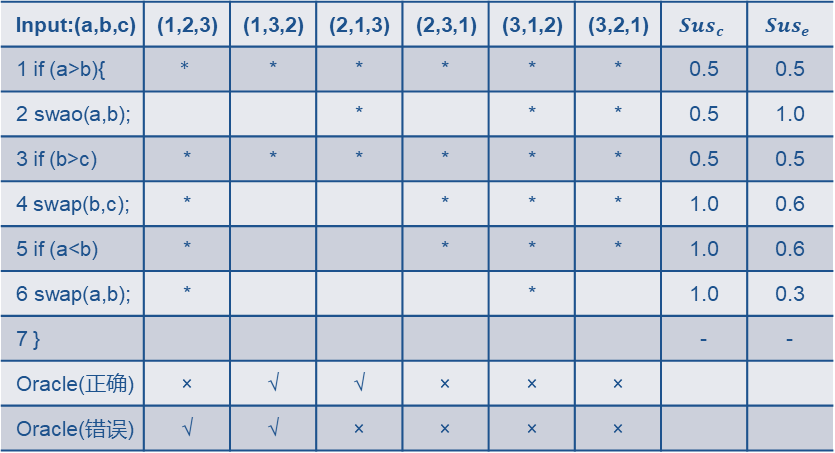 Input:(a,b,c) (1,2,3) (1,3,2) (2,1,3) (2,3,1) (3,1,2) (3,2,1) Sus_c Sus_e
1 if (a>b){ * * * * * * 0.5 0.5
2 swao(a,b); * * * 0.5 1.0
3 if (b>c) * * * * * * 0.5 0.5
4 swap(b,c); * * * * 1.0 0.6
5 if (a<b) * * * * 1.0 0.6
6 swap(a,b); * * 1.0 0.3
7 } - -
Oracle(正确) × √ √ × × ×
Oracle(错误) √ √ × × × ×